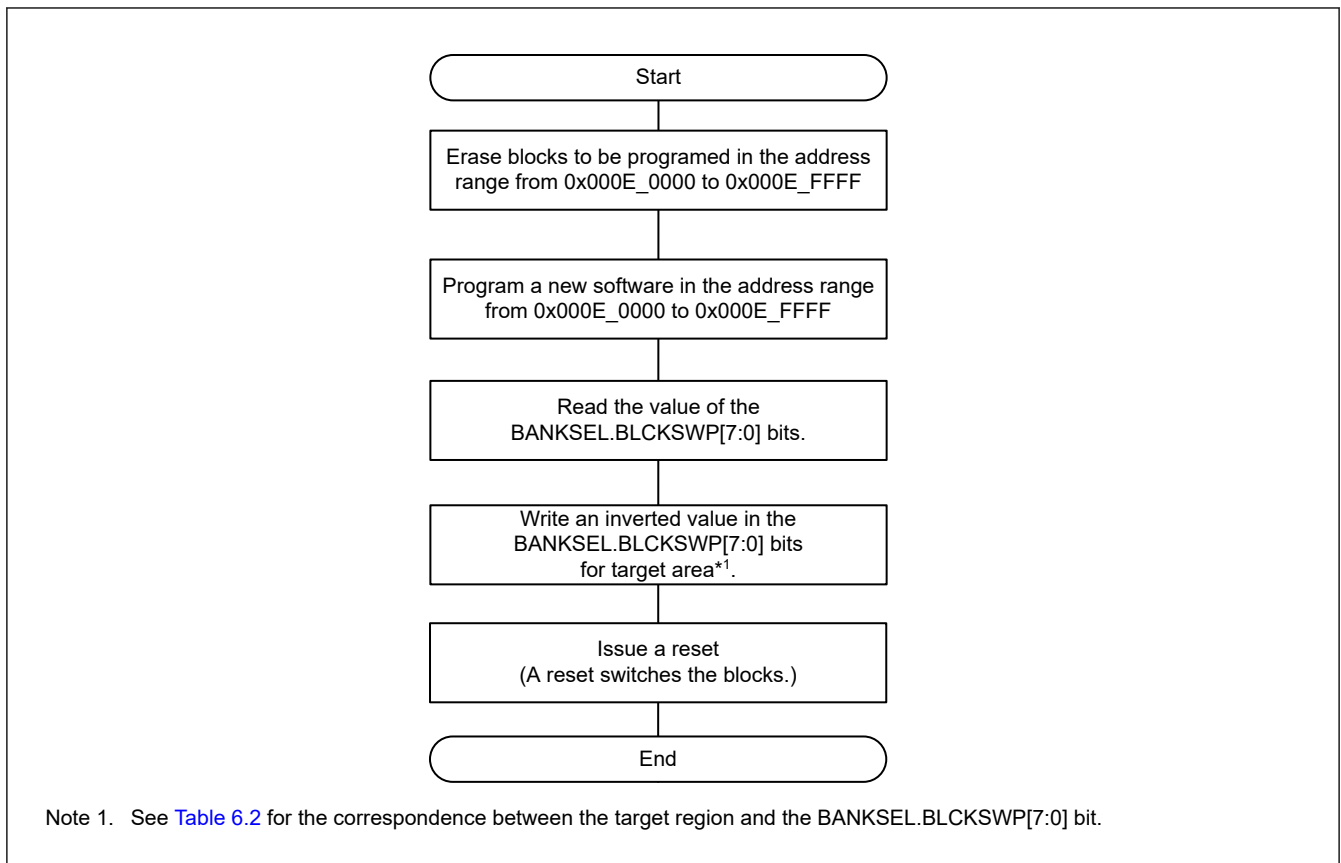 Start
Erase blocks to be programed in the address
range from 0x000E_0000 to 0x000E_FFFF
Program a new software in the address range
from 0x000E_0000 to 0x000E_FFFF
Read the value of the
BANKSEL.BLCKSWP[7:0] bits.
Write an inverted value in the
BANKSEL.BLCKSWP[7:0] bits
for target area*1.
Issue a reset
(A reset switches the blocks.)
End
Note 1. See Table 6.2 for the correspondence between the target region and the BANKSEL.BLCKSWP[7:0] bit.